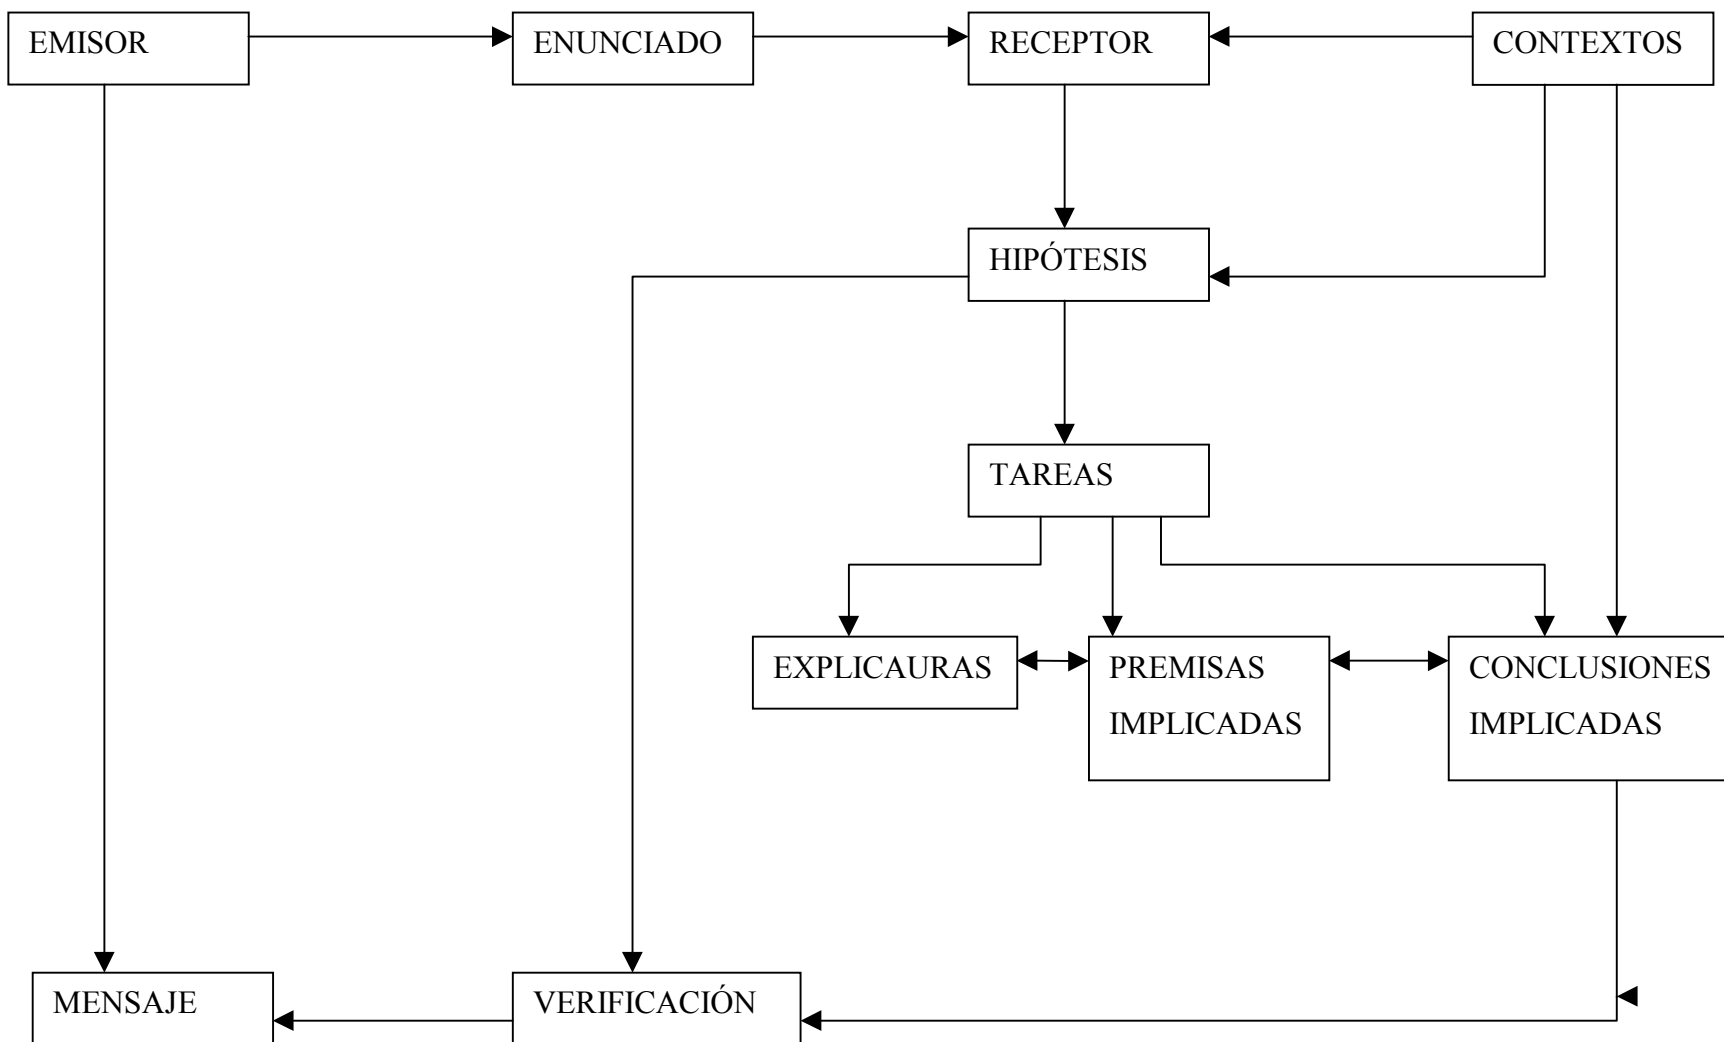 EMISOR
ENUNCIADO
RECEPTOR
CONTEXTOS
HIPÓTESIS
TAREAS
EXPLICAURAS
PREMISAS
IMPLICADAS
CONCLUSIONES
IMPLICADAS
MENSAJE
VERIFICACIÓN